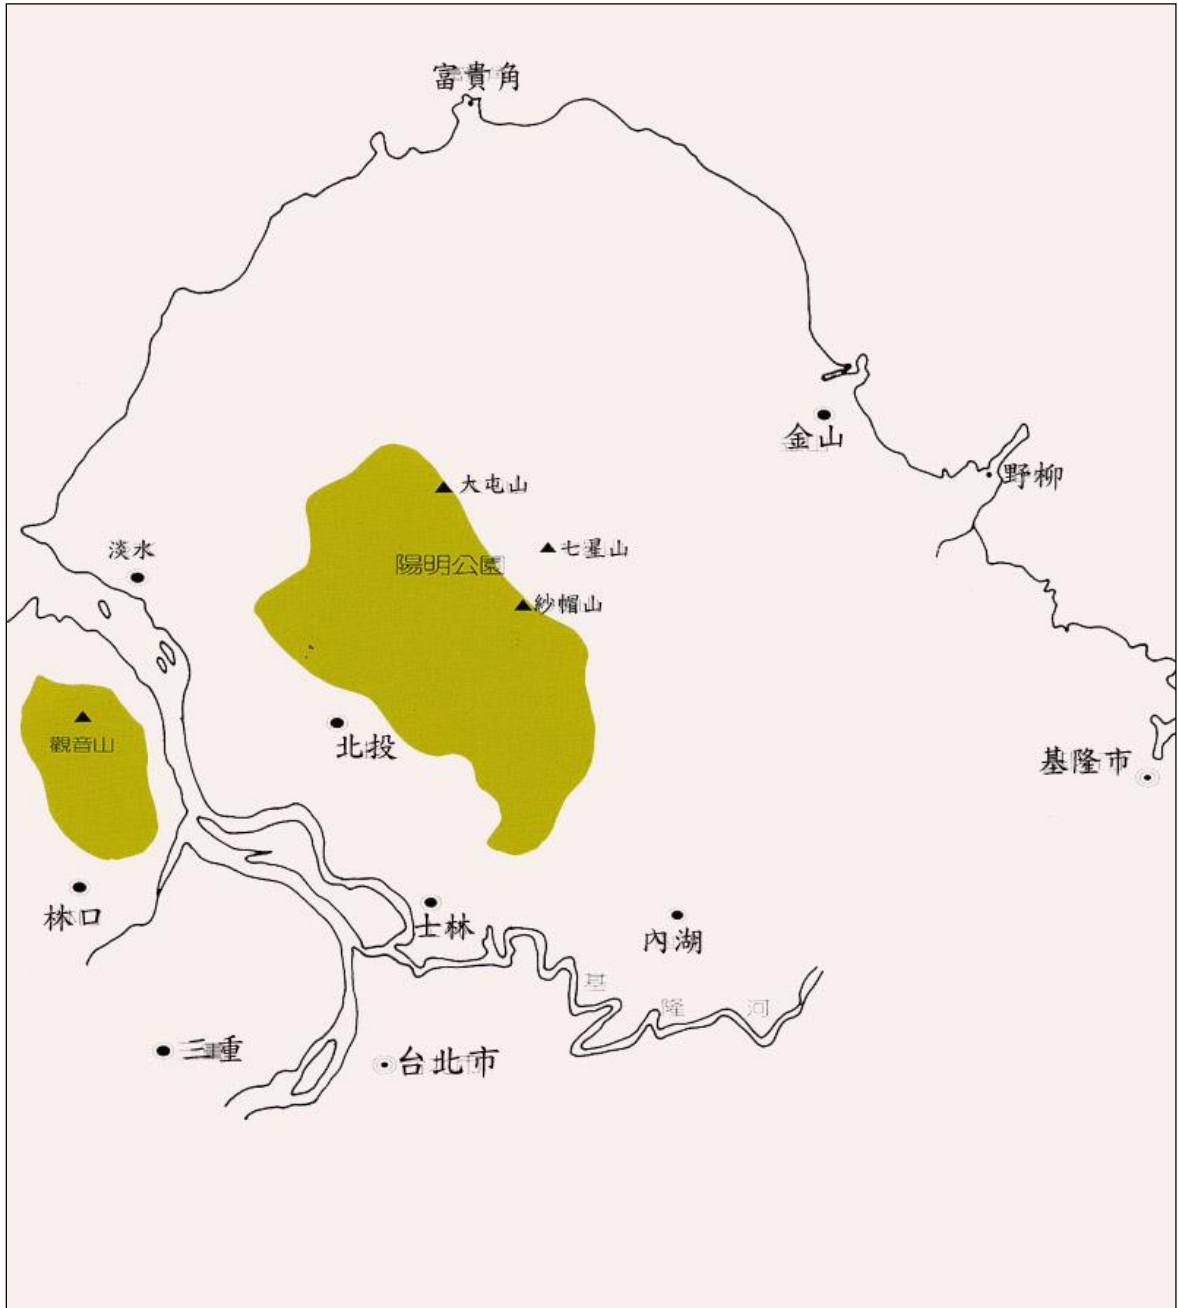 富貴角
金山
野柳
大屯山
七星山
淡水
陽明公園
紗帽山
觀音山
北投
基隆市
林口
士林
內湖
基隆河
三重
台北市